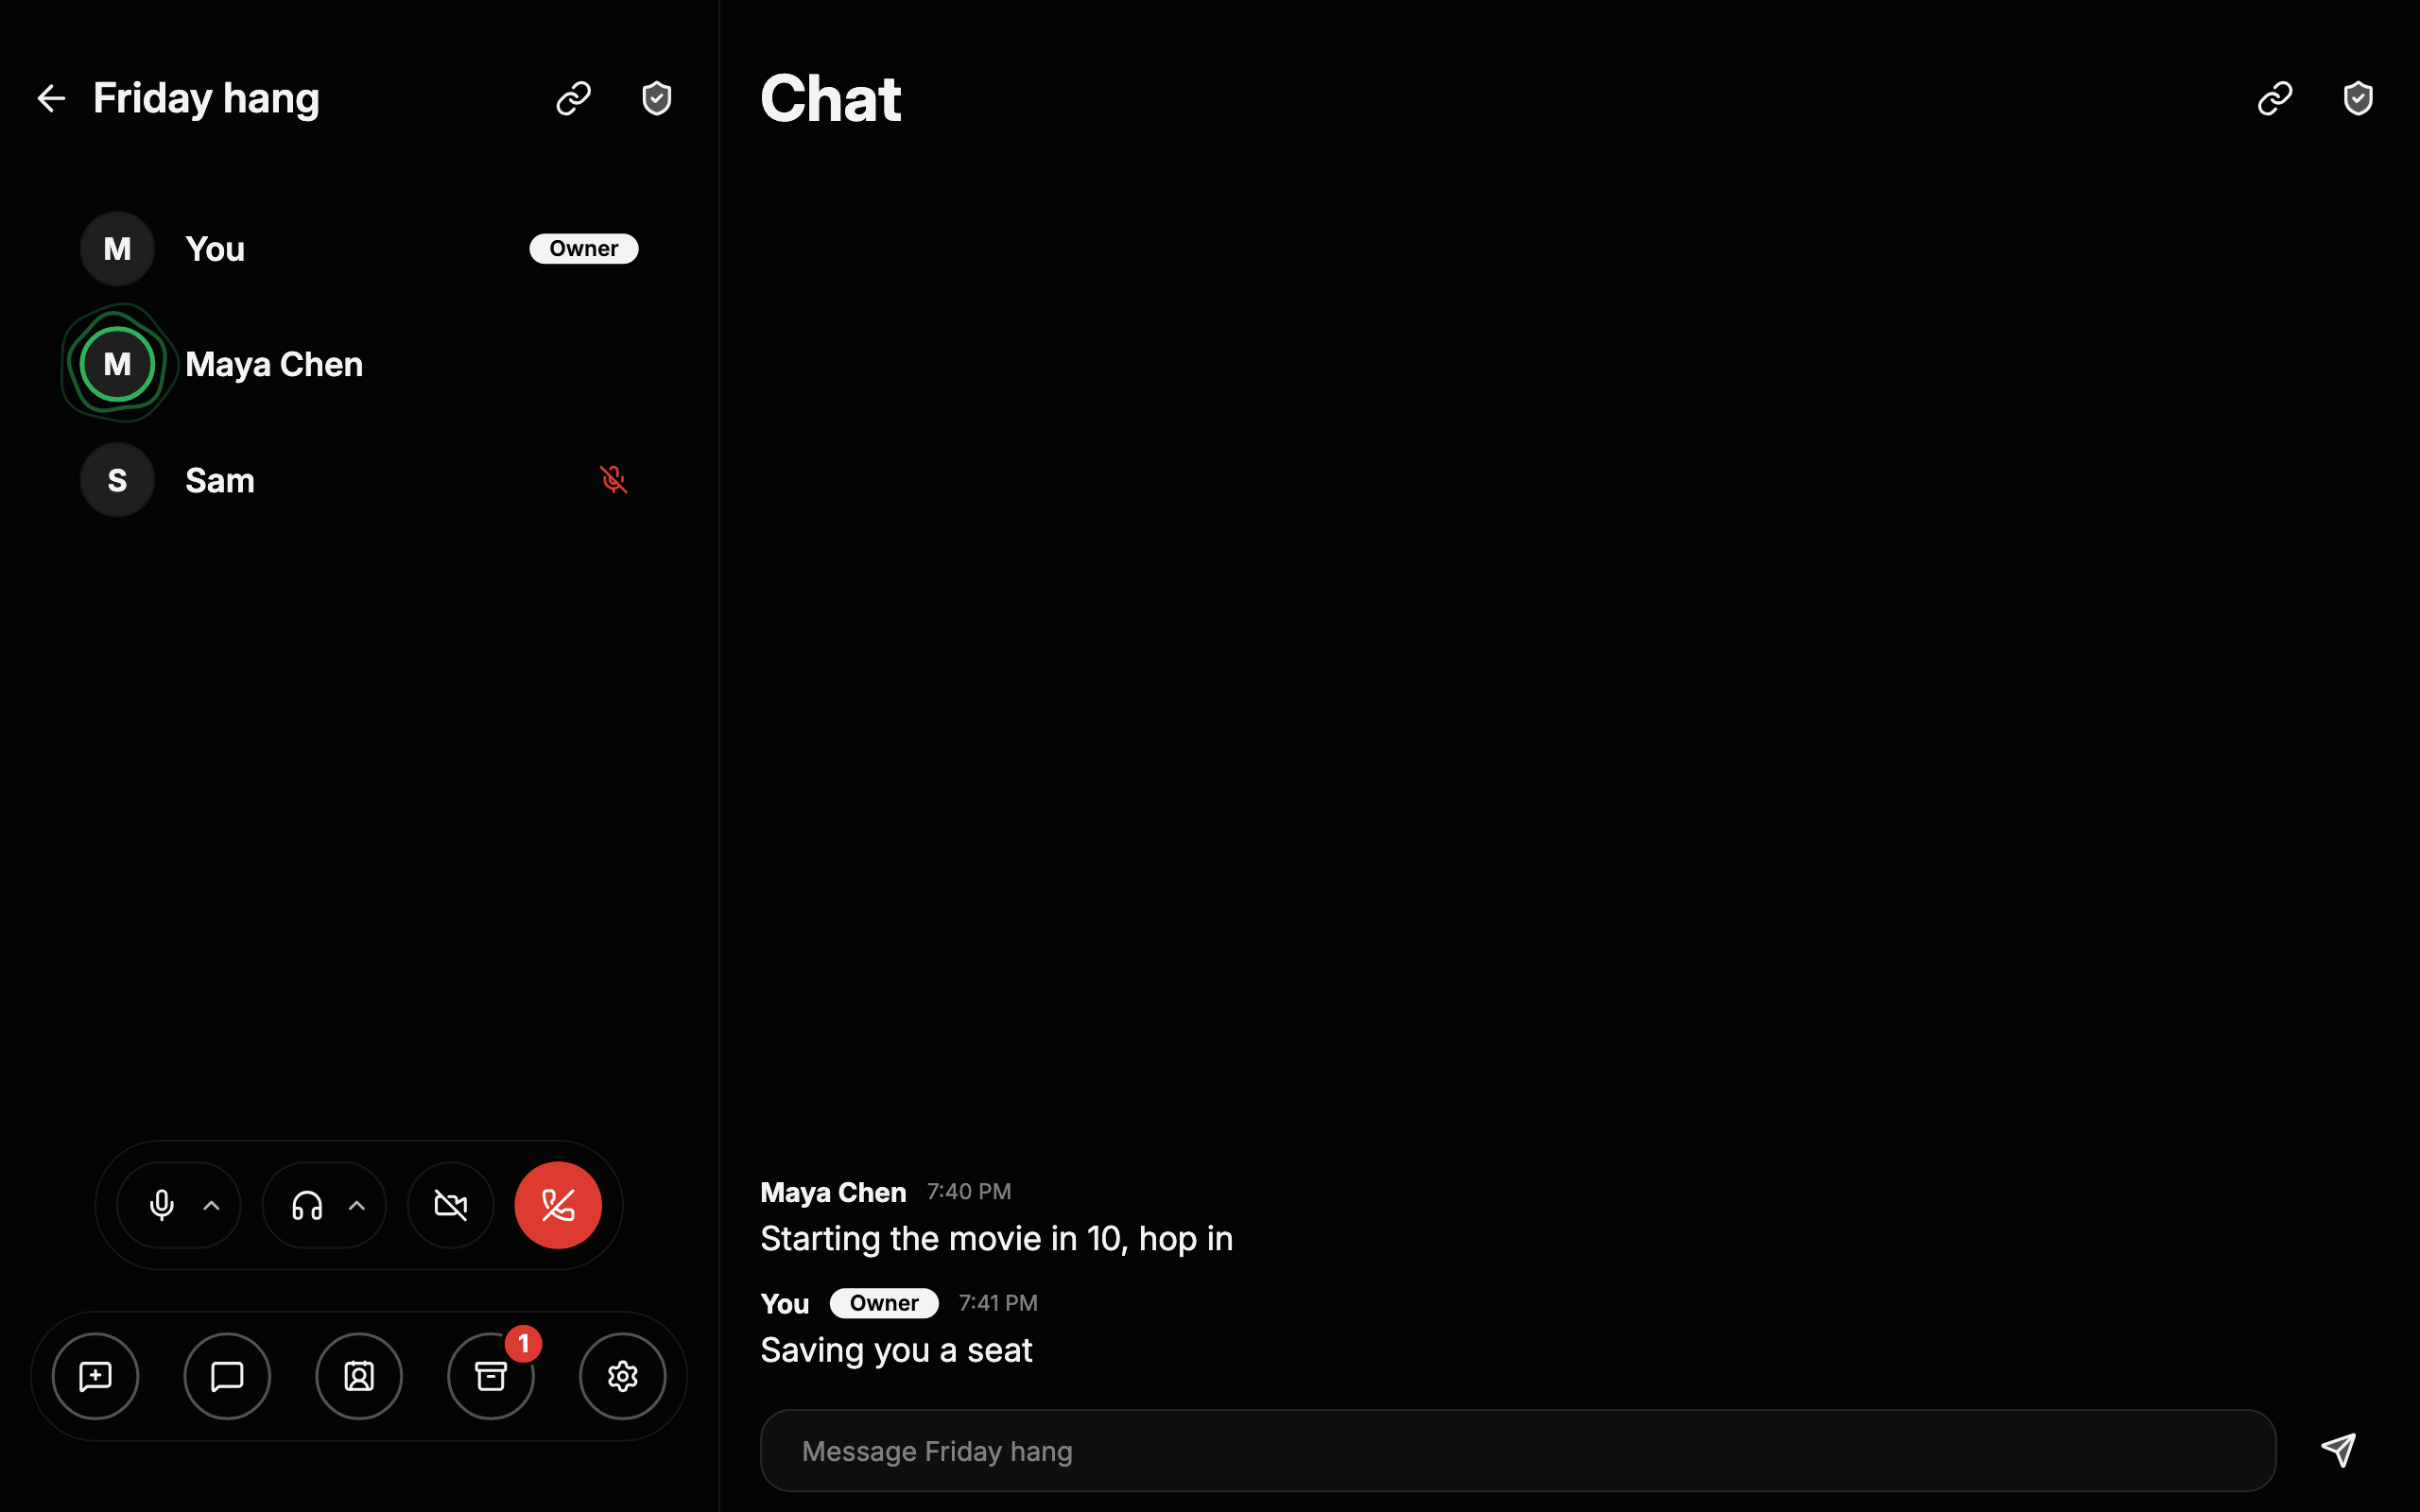 Friday hang
M
You
Owner
M
Maya Chen
S
Sam
1
Chat
Maya Chen 7:40 PM
Starting the movie in 10, hop in
You Owner 7:41 PM
Saving you a seat
Message Friday hang